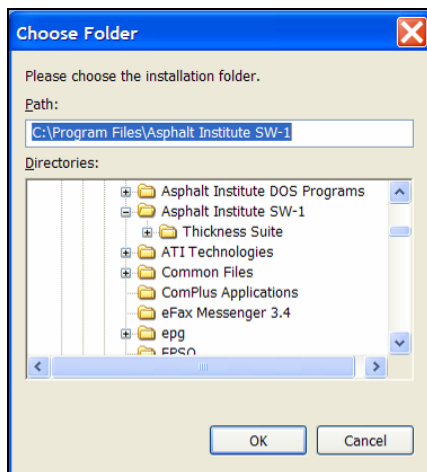 Choose Folder
Please choose the installation folder.
Path:
C:\Program Files\Asphalt Institute SW-1
Directories:
Asphalt Institute DOS Programs
Asphalt Institute SW-1
Thickness Suite
ATI Technologies
Common Files
ComPlus Applications
eFax Messenger 3.4
epg
EPSO
OK Cancel